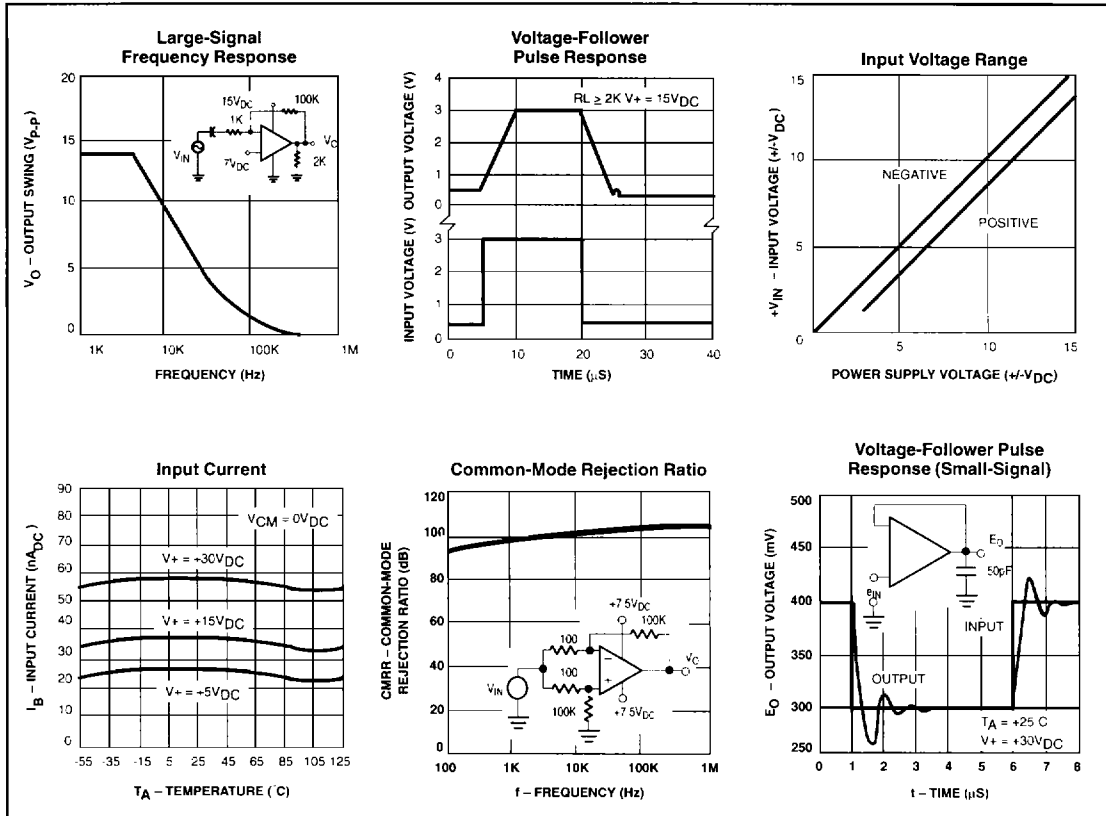 Large-Signal
Frequency Response
20
15
10
5
0
1K 10K 100K 1M
V_O – OUTPUT SWING (V_P-P)
FREQUENCY (Hz)
15V_DC
100K
1K
V_IN
7V_DC
V_C
2K
Voltage-Follower
Pulse Response
4
3
2
1
0
3
2
1
0
0 10 20 30 40
OUTPUT VOLTAGE (V)
INPUT VOLTAGE (V)
TIME (μS)
RL ≥ 2K V+ = 15V_DC
Input Voltage Range
15
10
5
0
5 10 15
+V_IN – INPUT VOLTAGE (+/-V_DC)
POWER SUPPLY VOLTAGE (+/-V_DC)
NEGATIVE
POSITIVE
Input Current
90
80
70
60
50
40
30
20
10
0
-55 -35 -15 5 25 45 65 85 105 125
I_B – INPUT CURRENT (nA_DC)
T_A – TEMPERATURE (°C)
V_CM = 0V_DC
V+ = +30V_DC
V+ = +15V_DC
V+ = +5V_DC
Common-Mode Rejection Ratio
120
100
80
60
40
20
0
100 1K 10K 100K 1M
CMRR – COMMON-MODE
REJECTION RATIO (dB)
f – FREQUENCY (Hz)
+7 5V_DC
100K
100
100
V_IN
100K
+7.5V_DC
V_C
Voltage-Follower Pulse
Response (Small-Signal)
500
450
400
350
300
250
0 1 2 3 4 5 6 7 8
E_O – OUTPUT VOLTAGE (mV)
t – TIME (μS)
E_O
50pF
e_IN
INPUT
OUTPUT
T_A = +25 C
V+ = +30V_DC